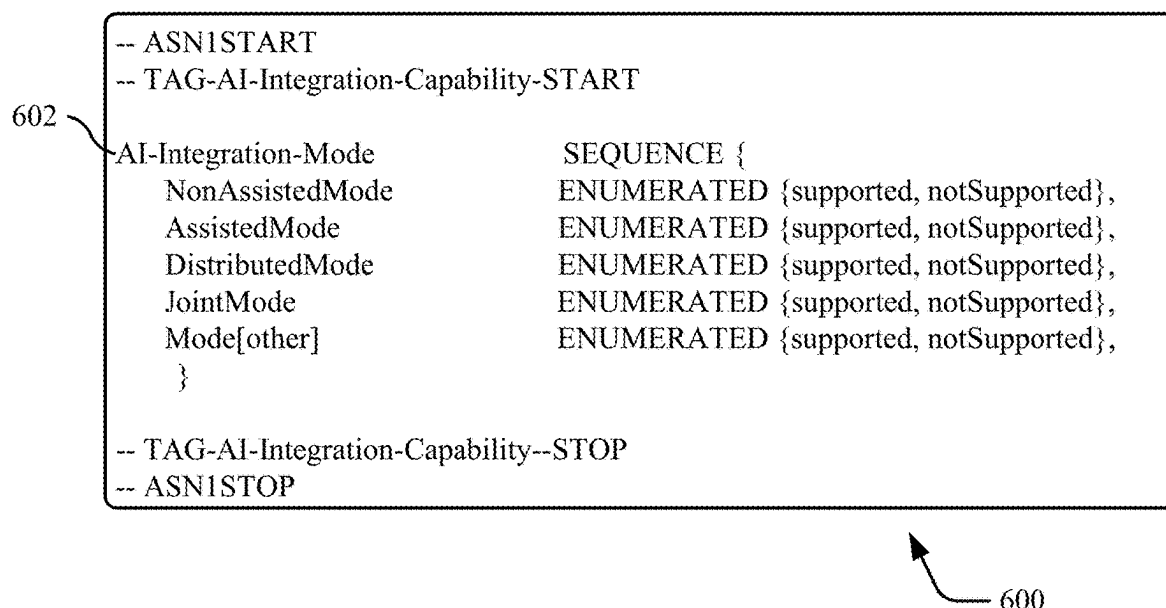 -- ASN1START
-- TAG-AI-Integration-Capability-START
602
AI-Integration-Mode SEQUENCE {
NonAssistedMode ENUMERATED {supported, notSupported},
AssistedMode ENUMERATED {supported, notSupported},
DistributedMode ENUMERATED {supported, notSupported},
JointMode ENUMERATED {supported, notSupported},
Mode[other] ENUMERATED {supported, notSupported},
}
-- TAG-AI-Integration-Capability--STOP
-- ASN1STOP
600